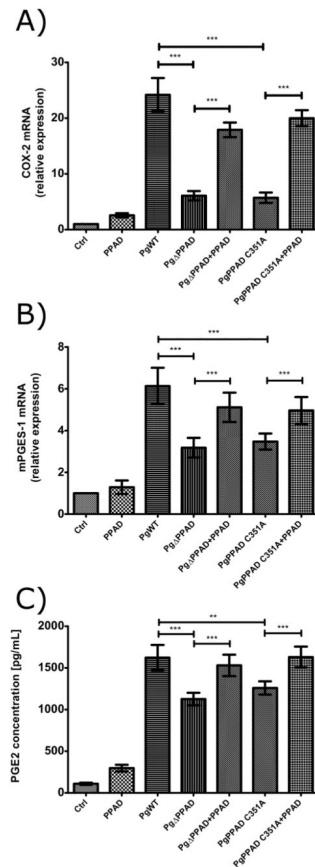 A)
***
***
***
***
30
20
10
0
COX-2 mRNA
(relative expression)
Ctrl
PPAD
PgWT
PgΔPPAD
PgΔPPAD+PPAD
PgPPAD C351A
PgPPAD C351A+PPAD
B)
***
***
***
***
8
6
4
2
0
mPGES-1 mRNA
(relative expression)
Ctrl
PPAD
PgWT
PgΔPPAD
PgΔPPAD+PPAD
PgPPAD C351A
PgPPAD C351A+PPAD
C)
**
***
***
***
2000
1500
1000
500
0
PGE2 concentration [pg/mL]
Ctrl
PPAD
PgWT
PgΔPPAD
PgΔPPAD+PPAD
PgPPAD C351A
PgPPAD C351A+PPAD